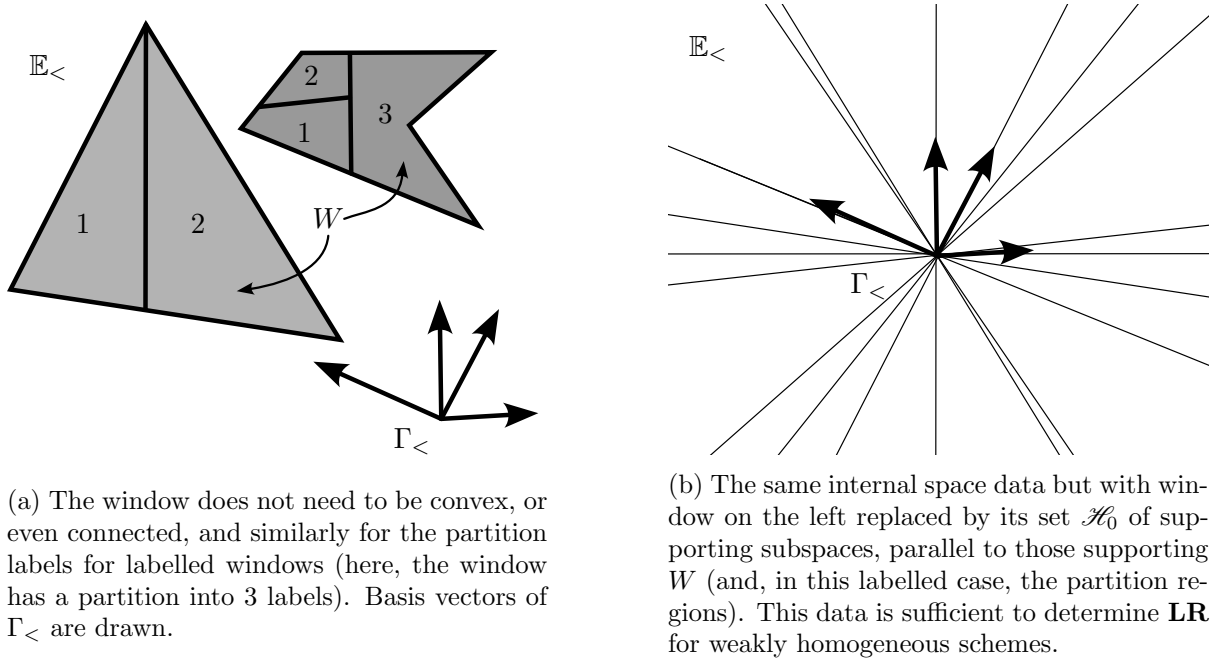 𝔼<
1
2
2
1
3
W
Γ<
(a) The window does not need to be convex, or
even connected, and similarly for the partition
labels for labelled windows (here, the window
has a partition into 3 labels). Basis vectors of
Γ< are drawn.
𝔼<
Γ<
(b) The same internal space data but with win-
dow on the left replaced by its set ℋ0 of sup-
porting subspaces, parallel to those supporting
W (and, in this labelled case, the partition re-
gions). This data is sufficient to determine LR
for weakly homogeneous schemes.